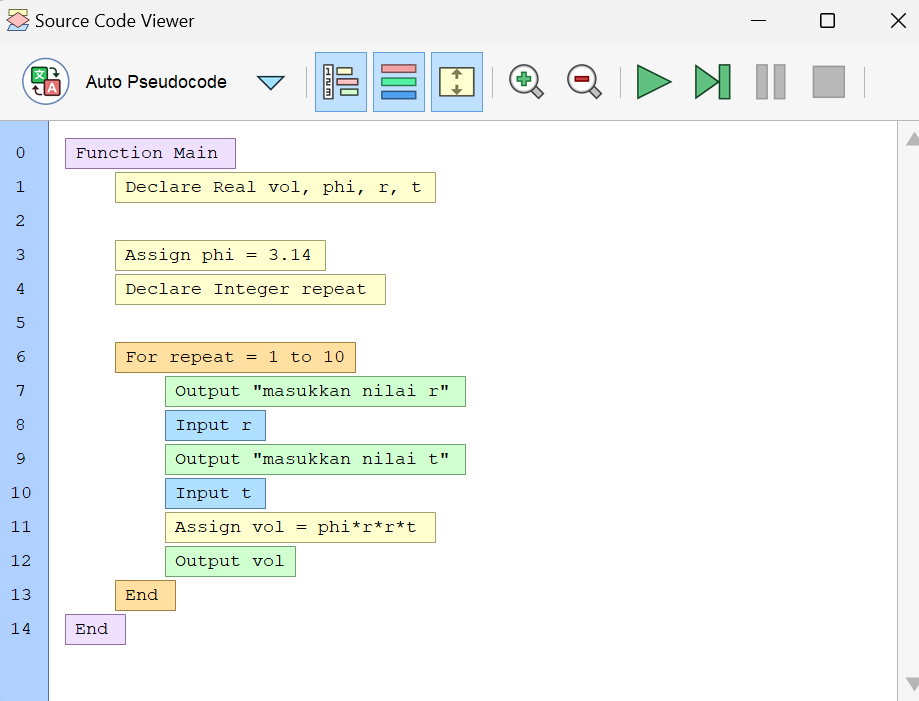 Source Code Viewer
Auto Pseudocode
0 Function Main
1 Declare Real vol, phi, r, t
2
3 Assign phi = 3.14
4 Declare Integer repeat
5
6 For repeat = 1 to 10
7 Output "masukkan nilai r"
8 Input r
9 Output "masukkan nilai t"
10 Input t
11 Assign vol = phi*r*r*t
12 Output vol
13 End
14 End